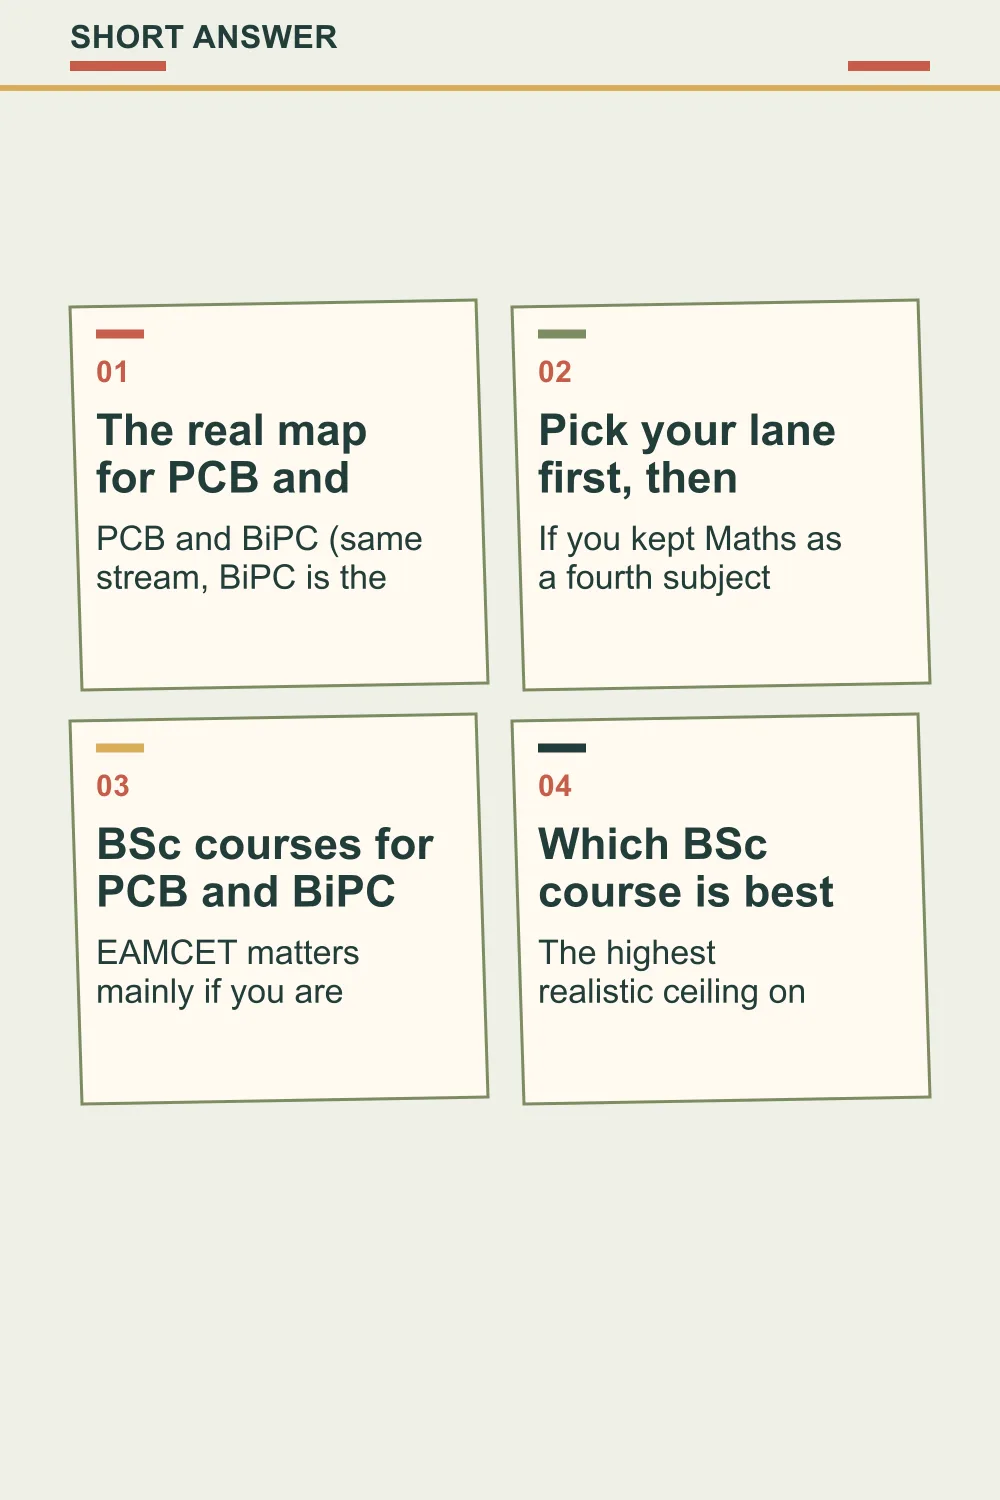 SHORT ANSWER
01
The real map
for PCB and
PCB and BiPC (same
stream, BiPC is the
02
Pick your lane
first, then
If you kept Maths as
a fourth subject
03
BSc courses for
PCB and BiPC
EAMCET matters
mainly if you are
04
Which BSc
course is best
The highest
realistic ceiling on